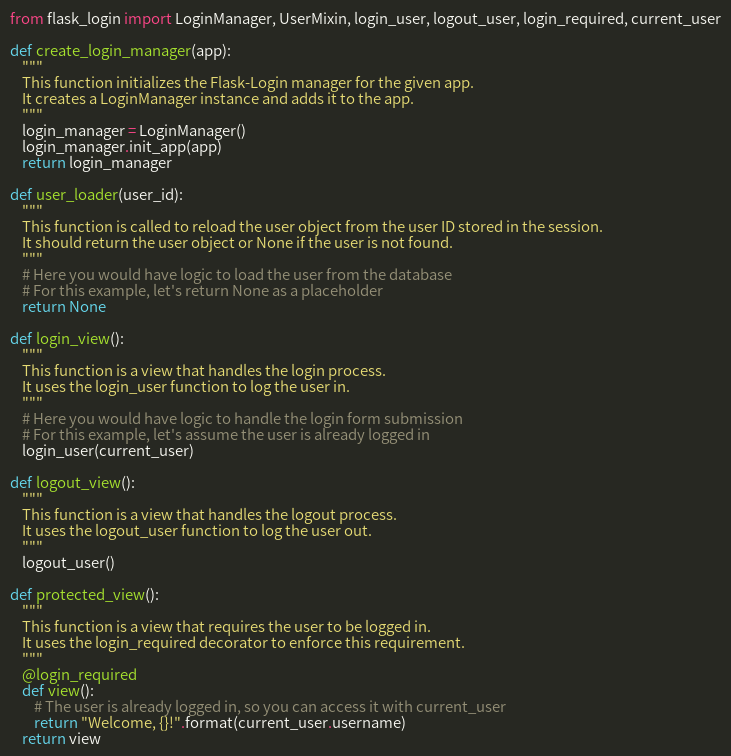 from flask_login import LoginManager, UserMixin, login_user, logout_user, login_required, current_user

def create_login_manager(app):
    """
    This function initializes the Flask-Login manager for the given app.
    It creates a LoginManager instance and adds it to the app.
    """
    login_manager = LoginManager()
    login_manager.init_app(app)
    return login_manager

def user_loader(user_id):
    """
    This function is called to reload the user object from the user ID stored in the session.
    It should return the user object or None if the user is not found.
    """
    # Here you would have logic to load the user from the database
    # For this example, let's return None as a placeholder
    return None

def login_view():
    """
    This function is a view that handles the login process.
    It uses the login_user function to log the user in.
    """
    # Here you would have logic to handle the login form submission
    # For this example, let's assume the user is already logged in
    login_user(current_user)

def logout_view():
    """
    This function is a view that handles the logout process.
    It uses the logout_user function to log the user out.
    """
    logout_user()

def protected_view():
    """
    This function is a view that requires the user to be logged in.
    It uses the login_required decorator to enforce this requirement.
    """
    @login_required
    def view():
        # The user is already logged in, so you can access it with current_user
        return "Welcome, {}!".format(current_user.username)
    return view